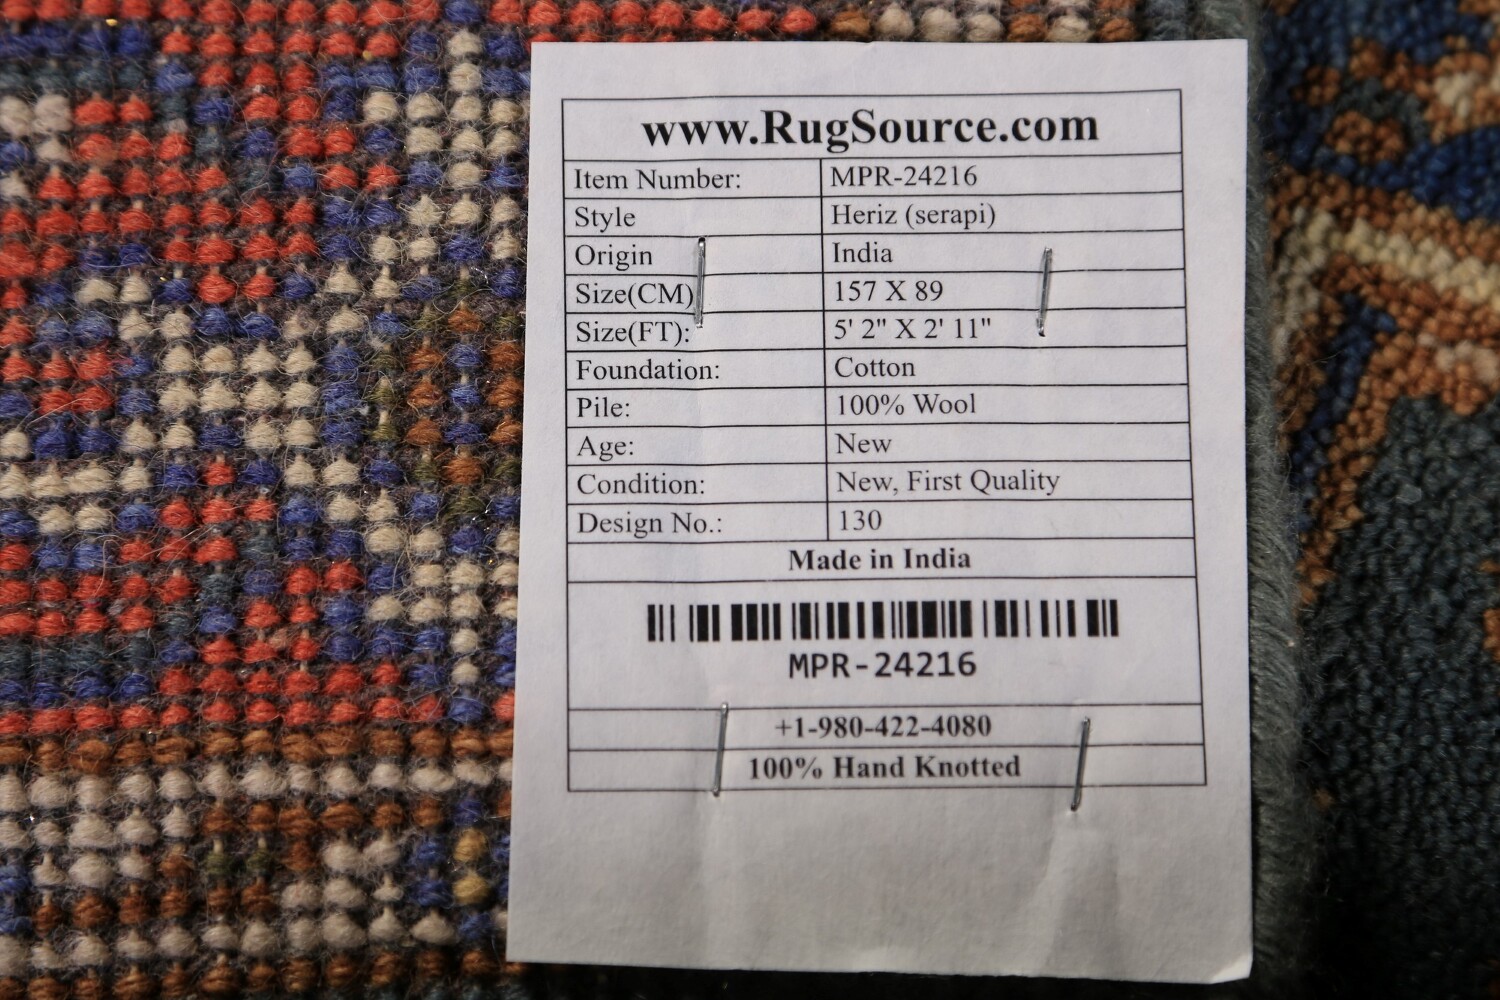 www.RugSource.com
Item Number: MPR-24216
Style Heriz (serapi)
Origin India
Size(CM) 157 X 89
Size(FT): 5' 2" X 2' 11"
Foundation: Cotton
Pile: 100% Wool
Age: New
Condition: New, First Quality
Design No.: 130
Made in India
MPR-24216
+1-980-422-4080
100% Hand Knotted